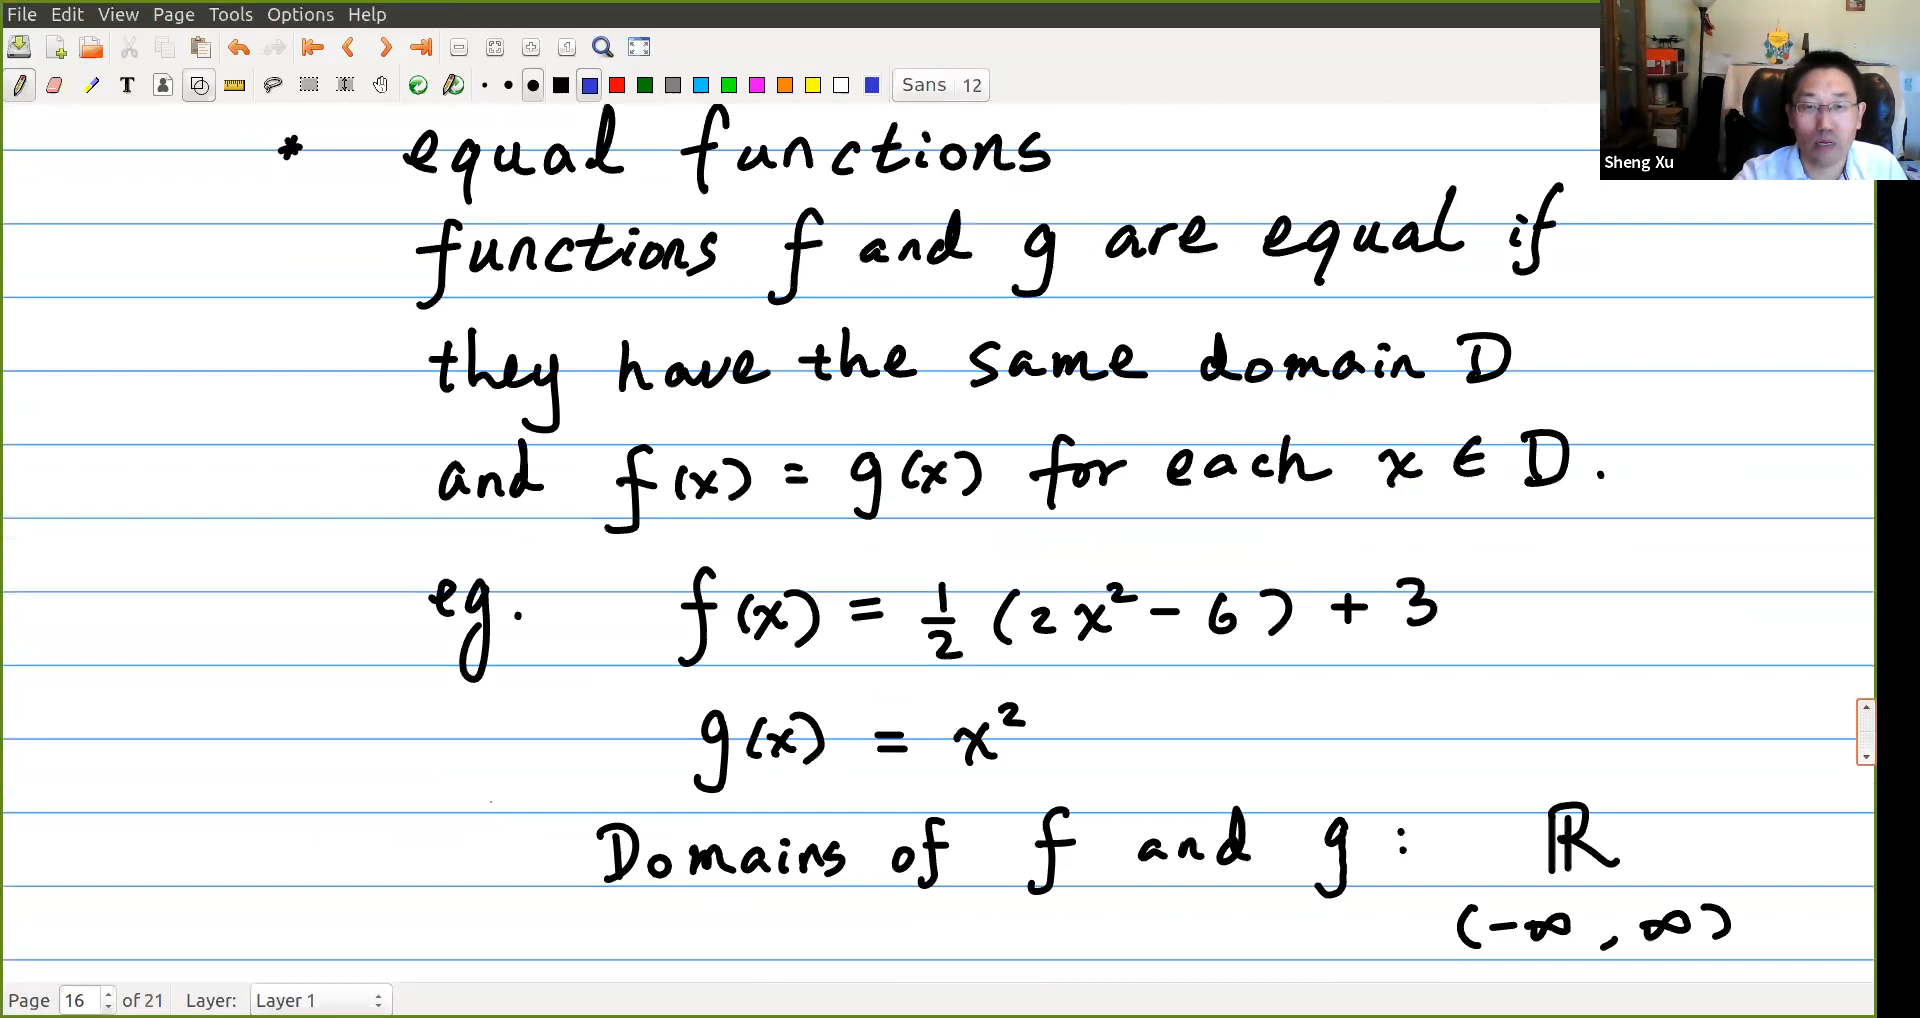 File Edit View Page Tools Options Help
Sans 12
Sheng Xu
* equal functions
functions f and g are equal if
they have the same domain D
and f(x) = g(x) for each x ∈ D.
eg. f(x) = 1/2 (2x² - 6) + 3
g(x) = x²
Domains of f and g : ℝ
(-∞, ∞)
Page 16 of 21 Layer: Layer 1